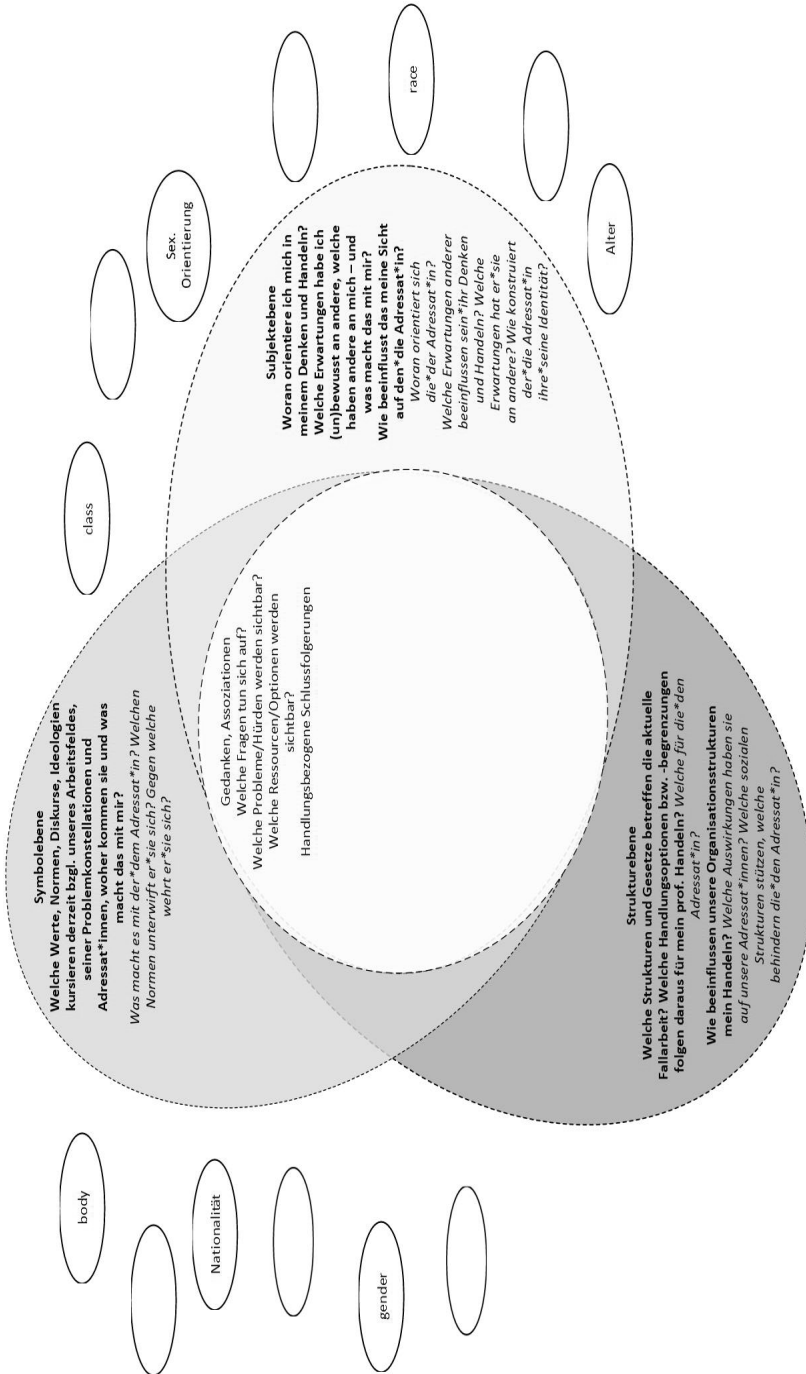 Symbolebene
Welche Werte, Normen, Diskurse, Ideologien
kursieren derzeit bzgl. unseres Arbeitsfeldes,
seiner Problemkonstellationen und
Adressat*innen, woher kommen sie und was
macht das mit mir?
Was macht es mit der*dem Adressat*in? Welchen
Normen unterwirft er*sie sich? Gegen welche
wehrt er*sie sich?
body
class
Sex.
Orientierung
Nationalität
Gedanken, Assoziationen
Welche Fragen tun sich auf?
Welche Probleme/Hürden werden sichtbar?
Welche Ressourcen/Optionen werden
sichtbar?
Handlungsbezogene Schlussfolgerungen
Subjektebene
Woran orientiere ich mich in
meinem Denken und Handeln?
Welche Erwartungen habe ich
(un)bewusst an andere, welche
haben andere an mich – und
was macht das mit mir?
Wie beeinflusst das meine Sicht
auf den*die Adressat*in?
Woran orientiert sich
die*der Adressat*in?
Welche Erwartungen anderer
beeinflussen sein*ihr Denken
und Handeln? Welche
Erwartungen hat er*sie
an andere? Wie konstruiert
der*die Adressat*in
ihre*seine Identität?
gender
race
Alter
Strukturebene
Welche Strukturen und Gesetze betreffen die aktuelle
Fallarbeit? Welche Handlungsoptionen bzw. -begrenzungen
folgen daraus für mein prof. Handeln? Welche für die*den
Adressat*in?
Wie beeinflussen unsere Organisationsstrukturen
mein Handeln? Welche Auswirkungen haben sie
auf unsere Adressat*innen? Welche sozialen
Strukturen stützen, welche
behindern die*den Adressat*in?